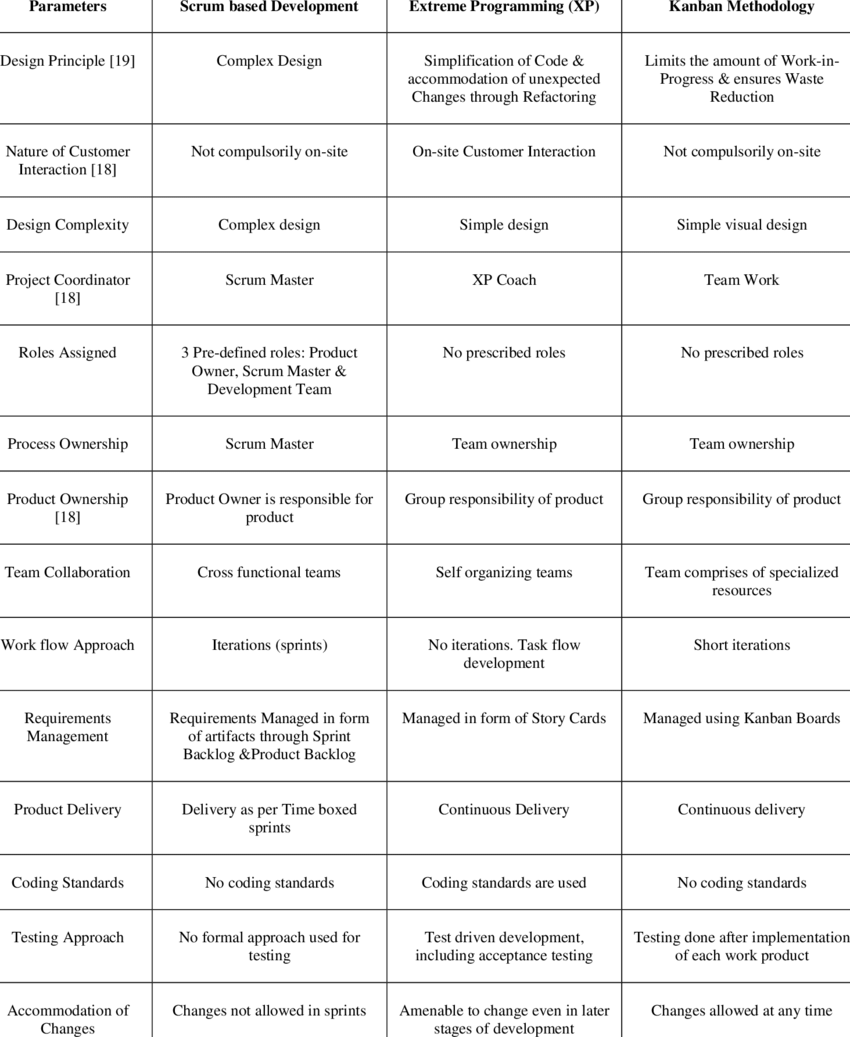 Parameters
Scrum based Development
Extreme Programming (XP)
Kanban Methodology
Design Principle [19]
Complex Design
Simplification of Code &
accommodation of unexpected
Changes through Refactoring
Limits the amount of Work-in-
Progress & ensures Waste
Reduction
Nature of Customer
Interaction [18]
Not compulsorily on-site
On-site Customer Interaction
Not compulsorily on-site
Design Complexity
Complex design
Simple design
Simple visual design
Project Coordinator
[18]
Scrum Master
XP Coach
Team Work
Roles Assigned
3 Pre-defined roles: Product
Owner, Scrum Master &
Development Team
No prescribed roles
No prescribed roles
Process Ownership
Scrum Master
Team ownership
Team ownership
Product Ownership
[18]
Product Owner is responsible for
product
Group responsibility of product
Group responsibility of product
Team Collaboration
Cross functional teams
Self organizing teams
Team comprises of specialized
resources
Work flow Approach
Iterations (sprints)
No iterations. Task flow
development
Short iterations
Requirements
Management
Requirements Managed in form
of artifacts through Sprint
Backlog &Product Backlog
Managed in form of Story Cards
Managed using Kanban Boards
Product Delivery
Delivery as per Time boxed
sprints
Continuous Delivery
Continuous delivery
Coding Standards
No coding standards
Coding standards are used
No coding standards
Testing Approach
No formal approach used for
testing
Test driven development,
including acceptance testing
Testing done after implementation
of each work product
Accommodation of
Changes
Changes not allowed in sprints
Amenable to change even in later
stages of development
Changes allowed at any time